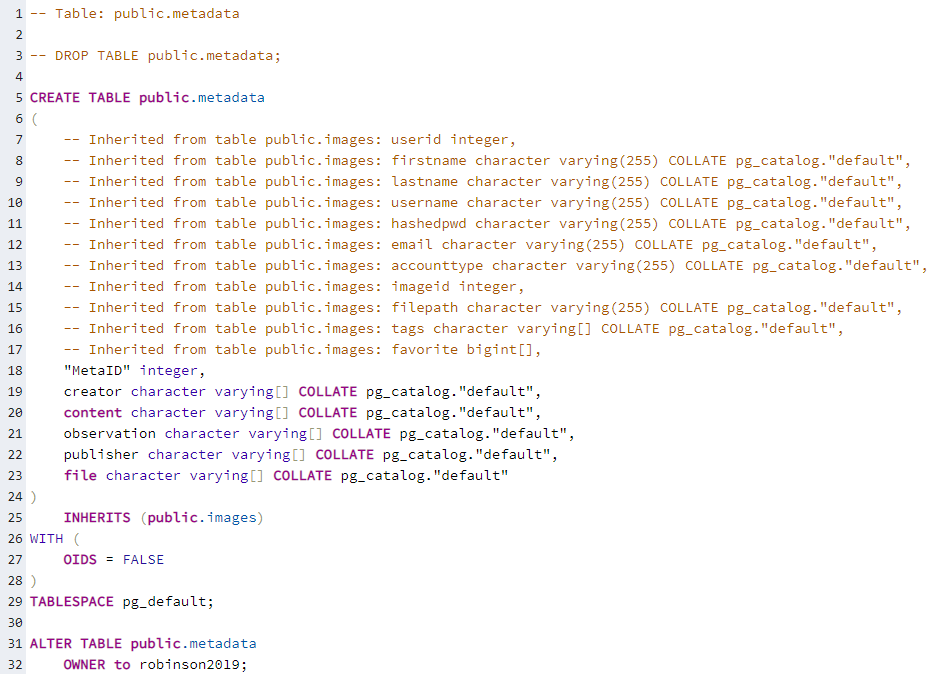 1 -- Table: public.metadata
2
3 -- DROP TABLE public.metadata;
4
5 CREATE TABLE public.metadata
6 (
7     -- Inherited from table public.images: userid integer,
8     -- Inherited from table public.images: firstname character varying(255) COLLATE pg_catalog."default",
9     -- Inherited from table public.images: lastname character varying(255) COLLATE pg_catalog."default",
10     -- Inherited from table public.images: username character varying(255) COLLATE pg_catalog."default",
11     -- Inherited from table public.images: hashedpwd character varying(255) COLLATE pg_catalog."default",
12     -- Inherited from table public.images: email character varying(255) COLLATE pg_catalog."default",
13     -- Inherited from table public.images: accounttype character varying(255) COLLATE pg_catalog."default",
14     -- Inherited from table public.images: imageid integer,
15     -- Inherited from table public.images: filepath character varying(255) COLLATE pg_catalog."default",
16     -- Inherited from table public.images: tags character varying[] COLLATE pg_catalog."default",
17     -- Inherited from table public.images: favorite bigint[],
18     "MetaID" integer,
19     creator character varying[] COLLATE pg_catalog."default",
20     content character varying[] COLLATE pg_catalog."default",
21     observation character varying[] COLLATE pg_catalog."default",
22     publisher character varying[] COLLATE pg_catalog."default",
23     file character varying[] COLLATE pg_catalog."default"
24 )
25     INHERITS (public.images)
26 WITH (
27     OIDS = FALSE
28 )
29 TABLESPACE pg_default;
30
31 ALTER TABLE public.metadata
32     OWNER to robinson2019;